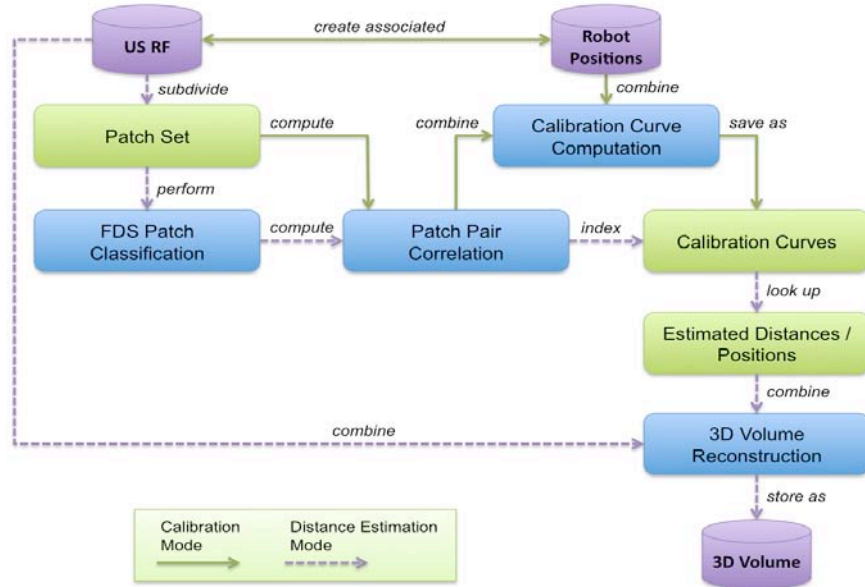 US RF
create associated
Robot
Positions
subdivide
combine
Patch Set
compute
combine
Calibration Curve
Computation
save as
perform
FDS Patch
Classification
compute
Patch Pair
Correlation
index
Calibration Curves
look up
Estimated Distances /
Positions
combine
combine
3D Volume
Reconstruction
store as
Calibration
Mode
Distance Estimation
Mode
3D Volume